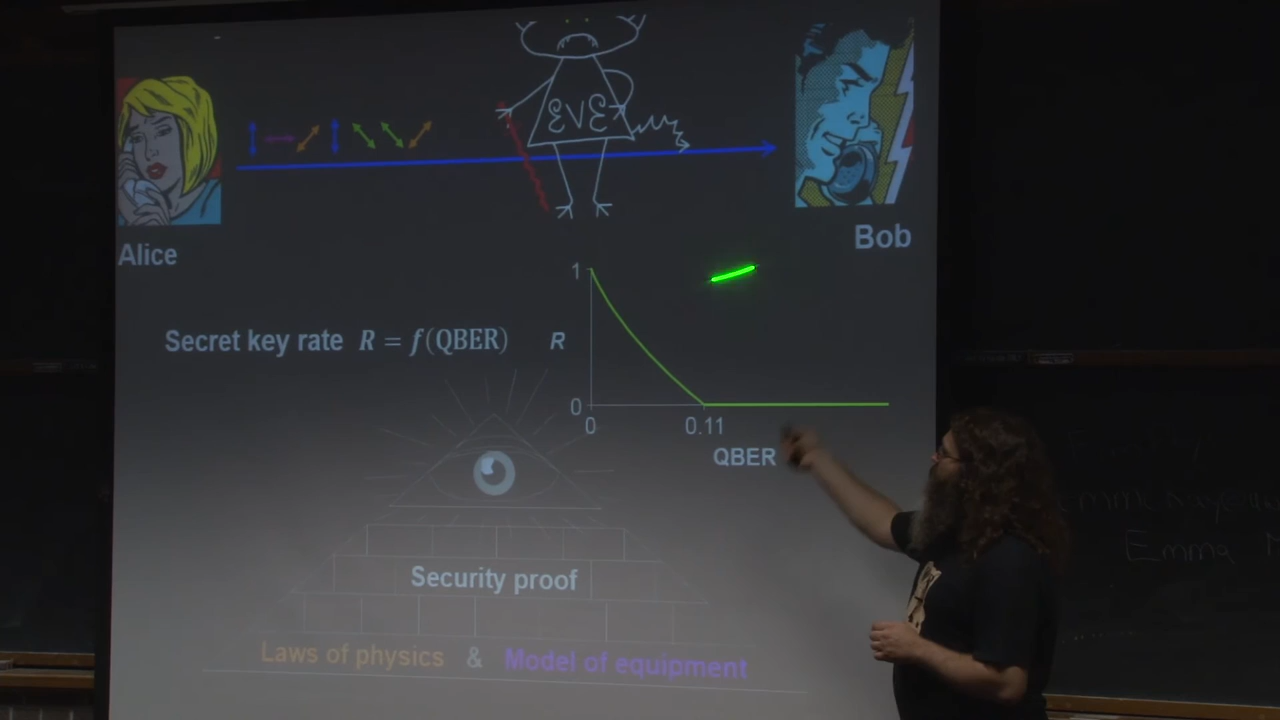 EVE
Alice
Bob
1
Secret key rate R = f(QBER)
R
0
0
0.11
QBER
Security proof
Laws of physics & Model of equipment
Emma